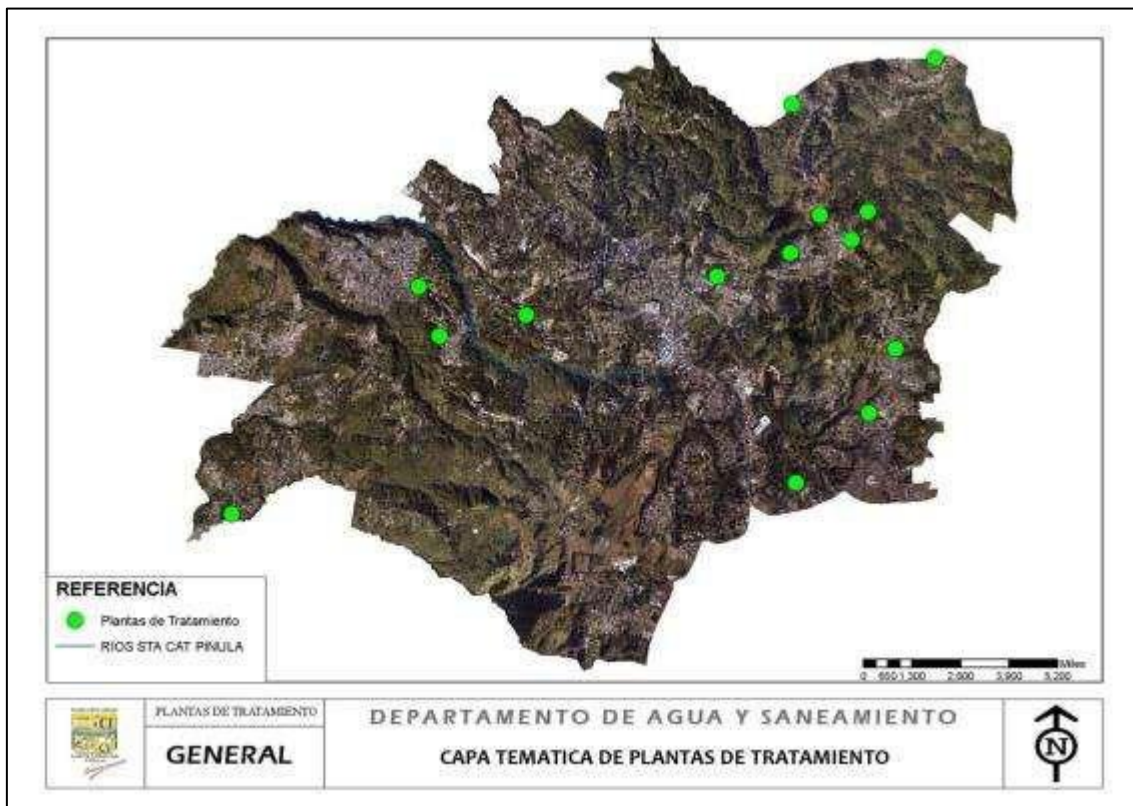 REFERENCIA
Plantas de Tratamiento
RÍOS STA CAT PINULA
Miles
0 650 1,300 2,600 3,900 5,200
PLANTAS DE TRATAMIENTO
GENERAL
DEPARTAMENTO DE AGUA Y SANEAMIENTO
CAPA TEMATICA DE PLANTAS DE TRATAMIENTO
N